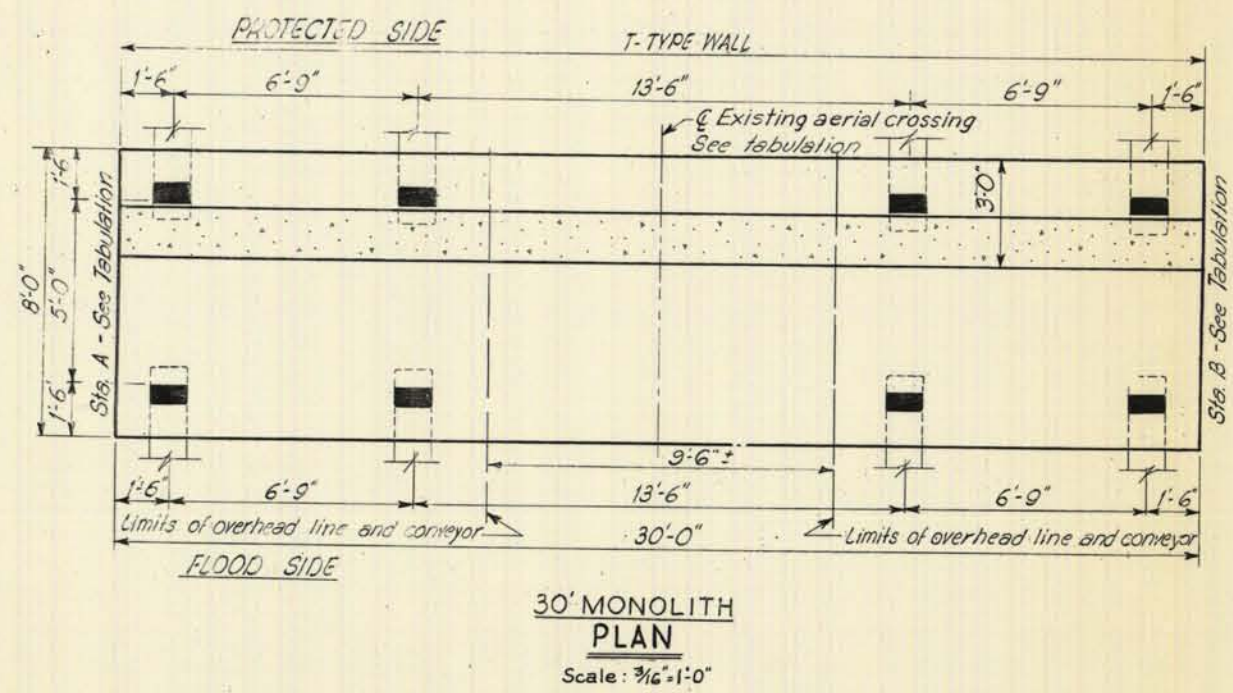 PROTECTED SIDE
T-TYPE WALL
1'-6" 6'-9" 13'-6" 6'-9" 1'-6"
℄ Existing aerial crossing
See tabulation
1'-6"
5'-0"
1'-6"
8'-0"
Sta. A - See Tabulation
3'-0"
Sta. B - See Tabulation
9'-6" ±
1'-6" 6'-9" 13'-6" 6'-9" 1'-6"
Limits of overhead line and conveyor
30'-0"
Limits of overhead line and conveyor
FLOOD SIDE
30' MONOLITH
PLAN
Scale: 3/16"=1'-0"